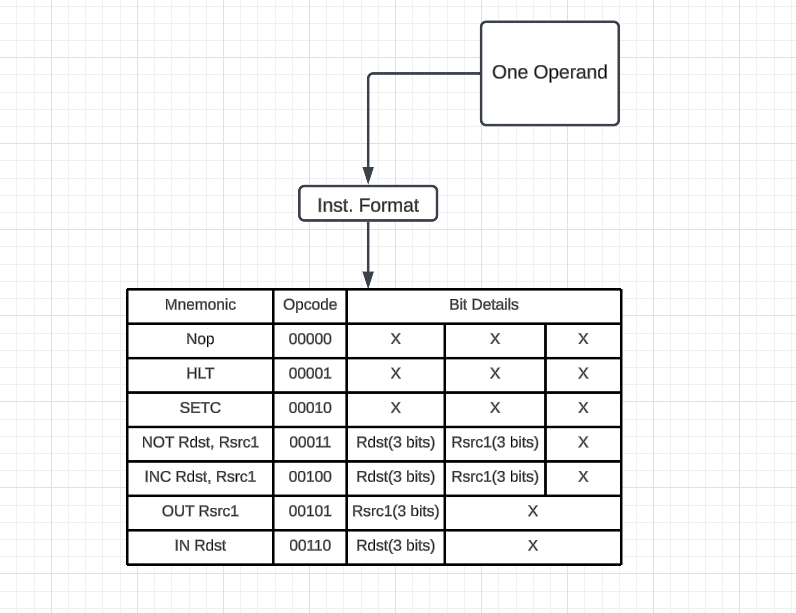 One Operand
Inst. Format
Mnemonic Opcode Bit Details
Nop 00000 X X X
HLT 00001 X X X
SETC 00010 X X X
NOT Rdst, Rsrc1 00011 Rdst(3 bits) Rsrc1(3 bits) X
INC Rdst, Rsrc1 00100 Rdst(3 bits) Rsrc1(3 bits) X
OUT Rsrc1 00101 Rsrc1(3 bits) X
IN Rdst 00110 Rdst(3 bits) X